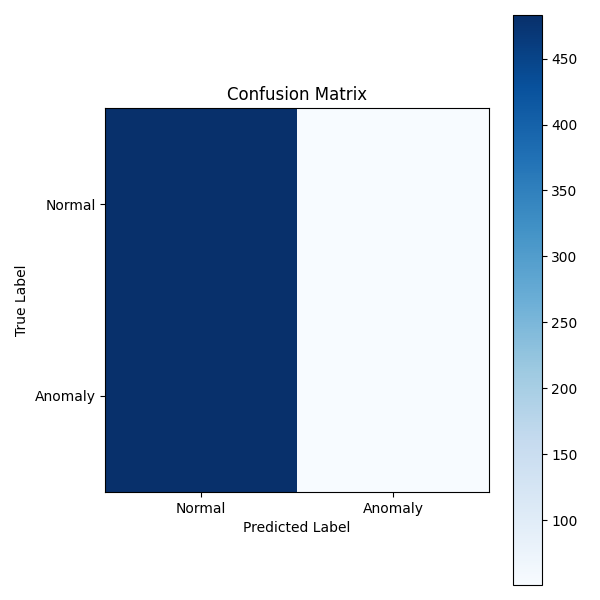 Confusion Matrix
True Label
Normal
Anomaly
Normal
Anomaly
Predicted Label
450
400
350
300
250
200
150
100